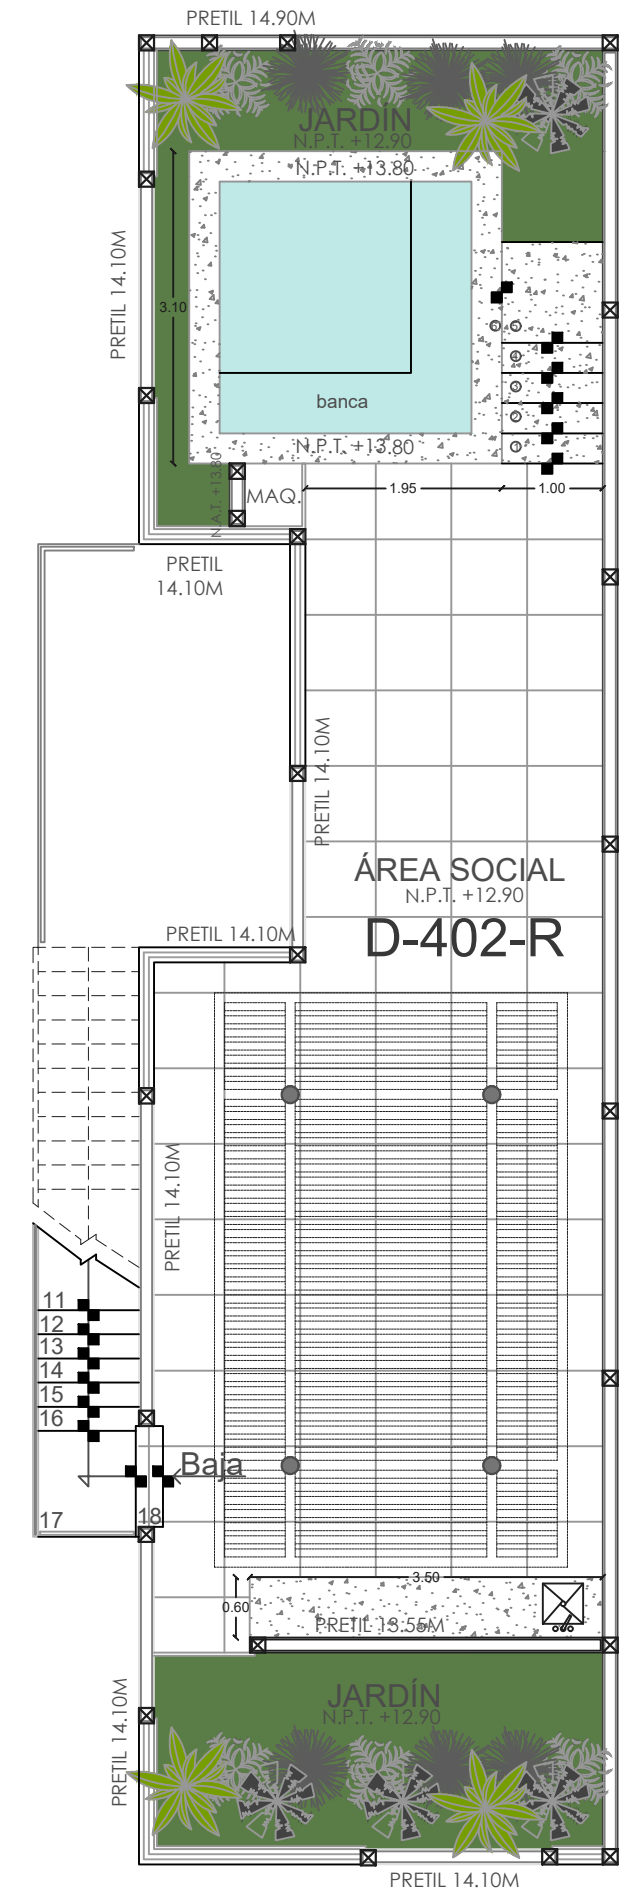 PRETIL 14.90M
JARDÍN
N.P.T. +12.90
N.P.T. +13.80
PRETIL 14.10M
3.10
6 5
4
3
banca
2
1
N.P.T. +13.80
N.A.T. +13.80
MAQ.
1.95
1.00
PRETIL
14.10M
PRETIL 14.10M
ÁREA SOCIAL
N.P.T. +12.90
D-402-R
PRETIL 14.10M
PRETIL 14.10M
11
12
13
14
15
16
Baja
17
18
3.50
0.60
PRETIL 13.55M
JARDÍN
N.P.T. +12.90
PRETIL 14.10M
PRETIL 14.10M